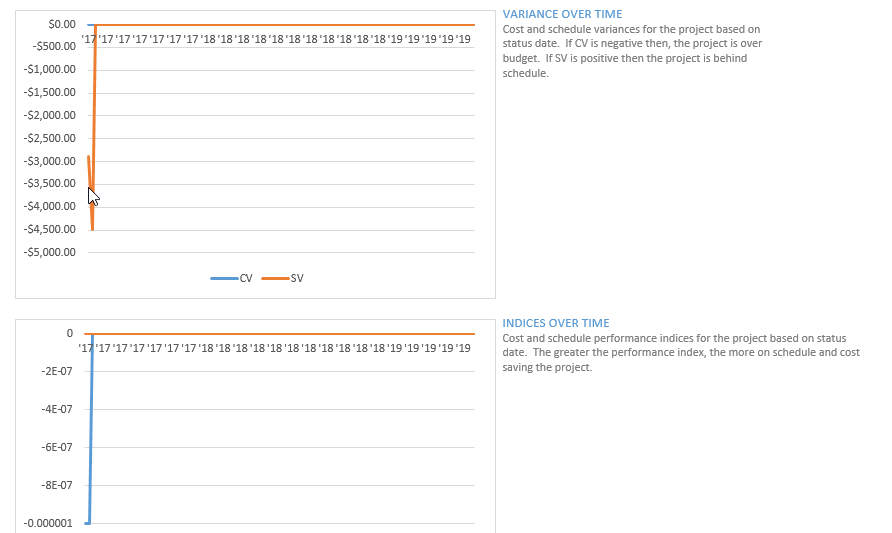 $0.00
'17 '17 '17 '17 '17 '17 '17 '18 '18 '18 '18 '18 '18 '18 '18 '18 '18 '18 '19 '19 '19 '19 '19
-$500.00
-$1,000.00
-$1,500.00
-$2,000.00
-$2,500.00
-$3,000.00
-$3,500.00
-$4,000.00
-$4,500.00
-$5,000.00
CV SV
VARIANCE OVER TIME
Cost and schedule variances for the project based on
status date. If CV is negative then, the project is over
budget. If SV is positive then the project is behind
schedule.
0
'17 '17 '17 '17 '17 '17 '17 '18 '18 '18 '18 '18 '18 '18 '18 '18 '18 '18 '19 '19 '19 '19 '19
-2E-07
-4E-07
-6E-07
-8E-07
-0.000001
INDICES OVER TIME
Cost and schedule performance indices for the project based on status
date. The greater the performance index, the more on schedule and cost
saving the project.